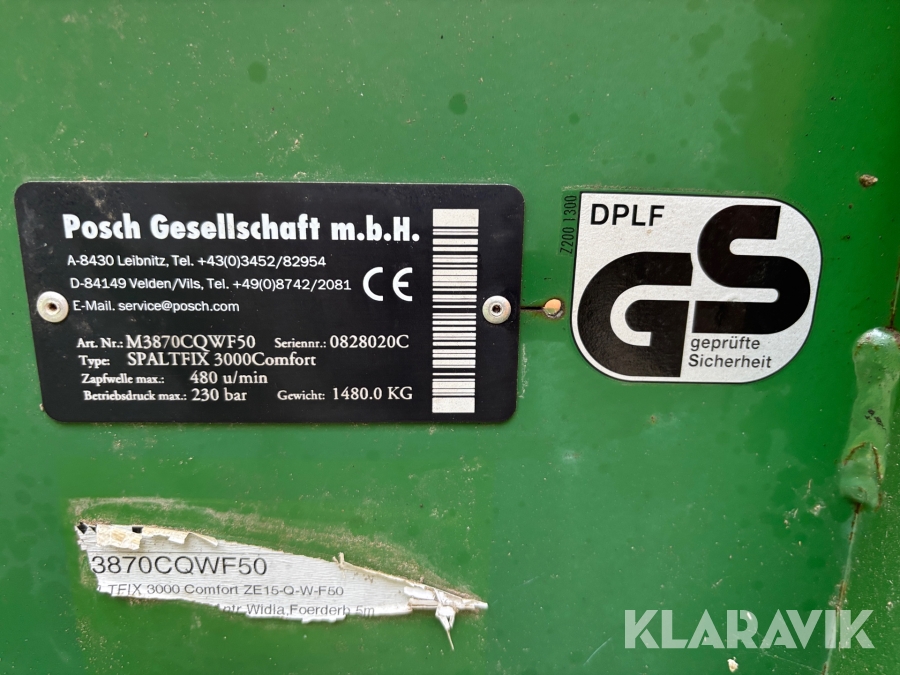 Posch Gesellschaft m.b.H.
A-8430 Leibnitz, Tel. +43(0)3452/82954
D-84149 Velden/Vils, Tel. +49(0)8742/2081
E-Mail. service@posch.com
CE
Art. Nr.: M3870CQWF50 Seriennr.: 0828020C
Type: SPALTFIX 3000Comfort
Zapfwelle max.: 480 u/min
Betriebsdruck max.: 230 bar Gewicht: 1480.0 KG
Z200 1300
DPLF
GS
geprüfte
Sicherheit
3870CQWF50
TFIX 3000 Comfort ZE15-Q-W-F50
Widia,Foerderb 5m
KLARAVIK